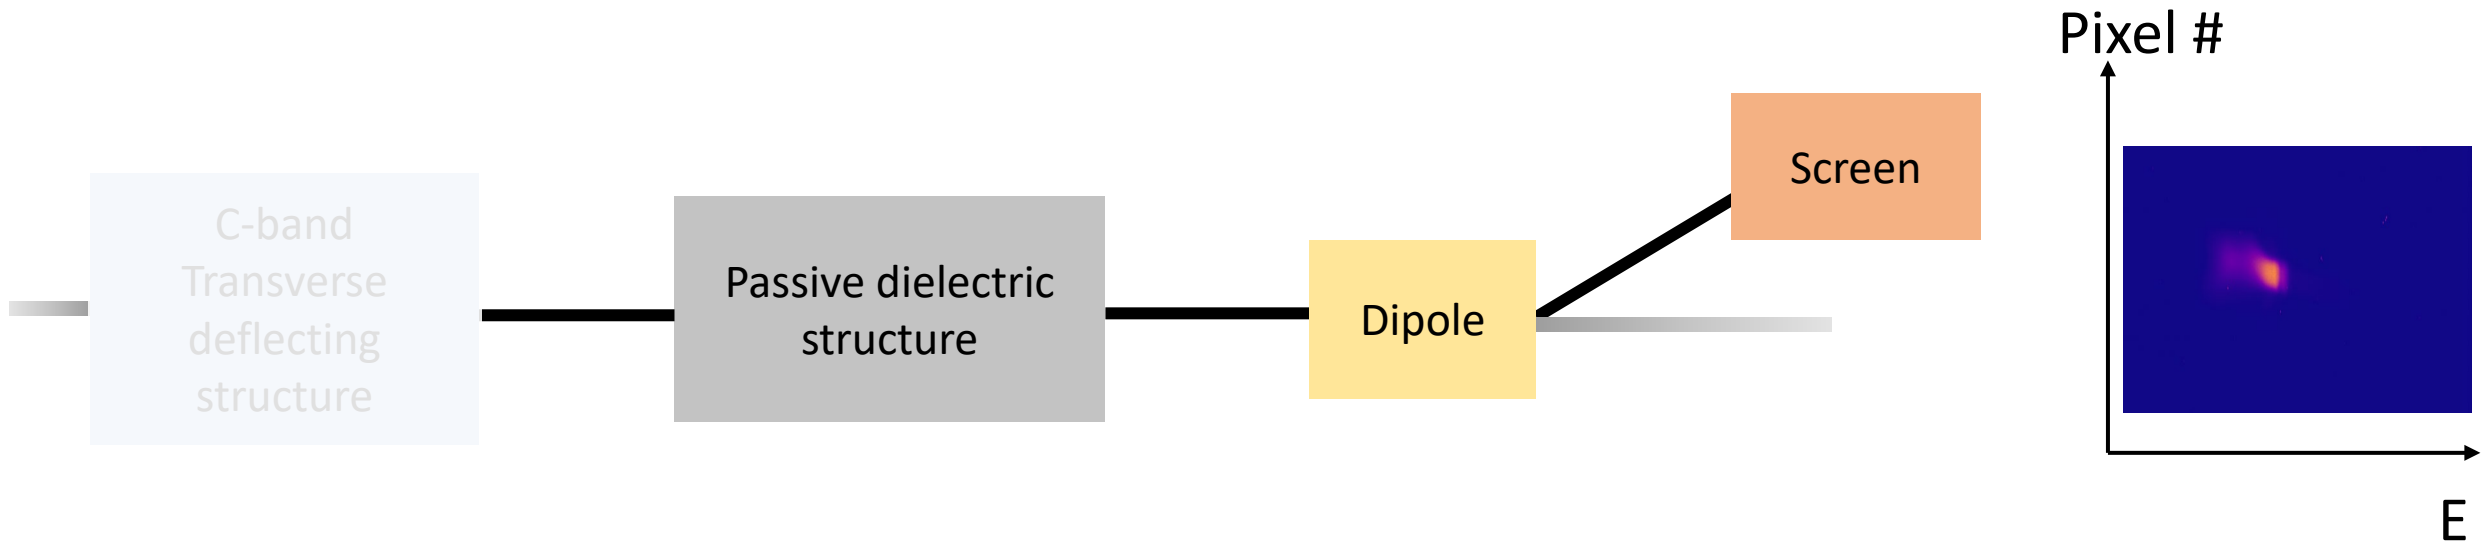 C-band
Transverse
deflecting
structure
Passive dielectric
structure
Dipole
Screen
Pixel #
E